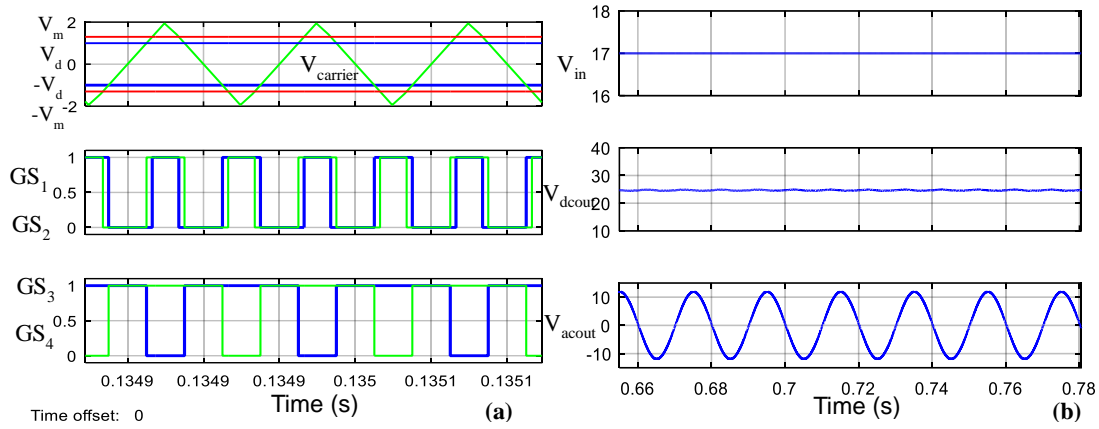 V_m 2
V_d
0
-V_d
-V_m -2
V_carrier
GS_1
GS_2
1
0.5
0
GS_3
GS_4
1
0.5
0
0.1349 0.1349 0.1349 0.135 0.1351 0.1351
Time (s)
(a)
Time offset: 0
V_in
18
17
16
V_dcout
40
30
20
10
V_acout
10
0
-10
0.66 0.68 0.7 0.72 0.74 0.76 0.78
Time (s)
(b)